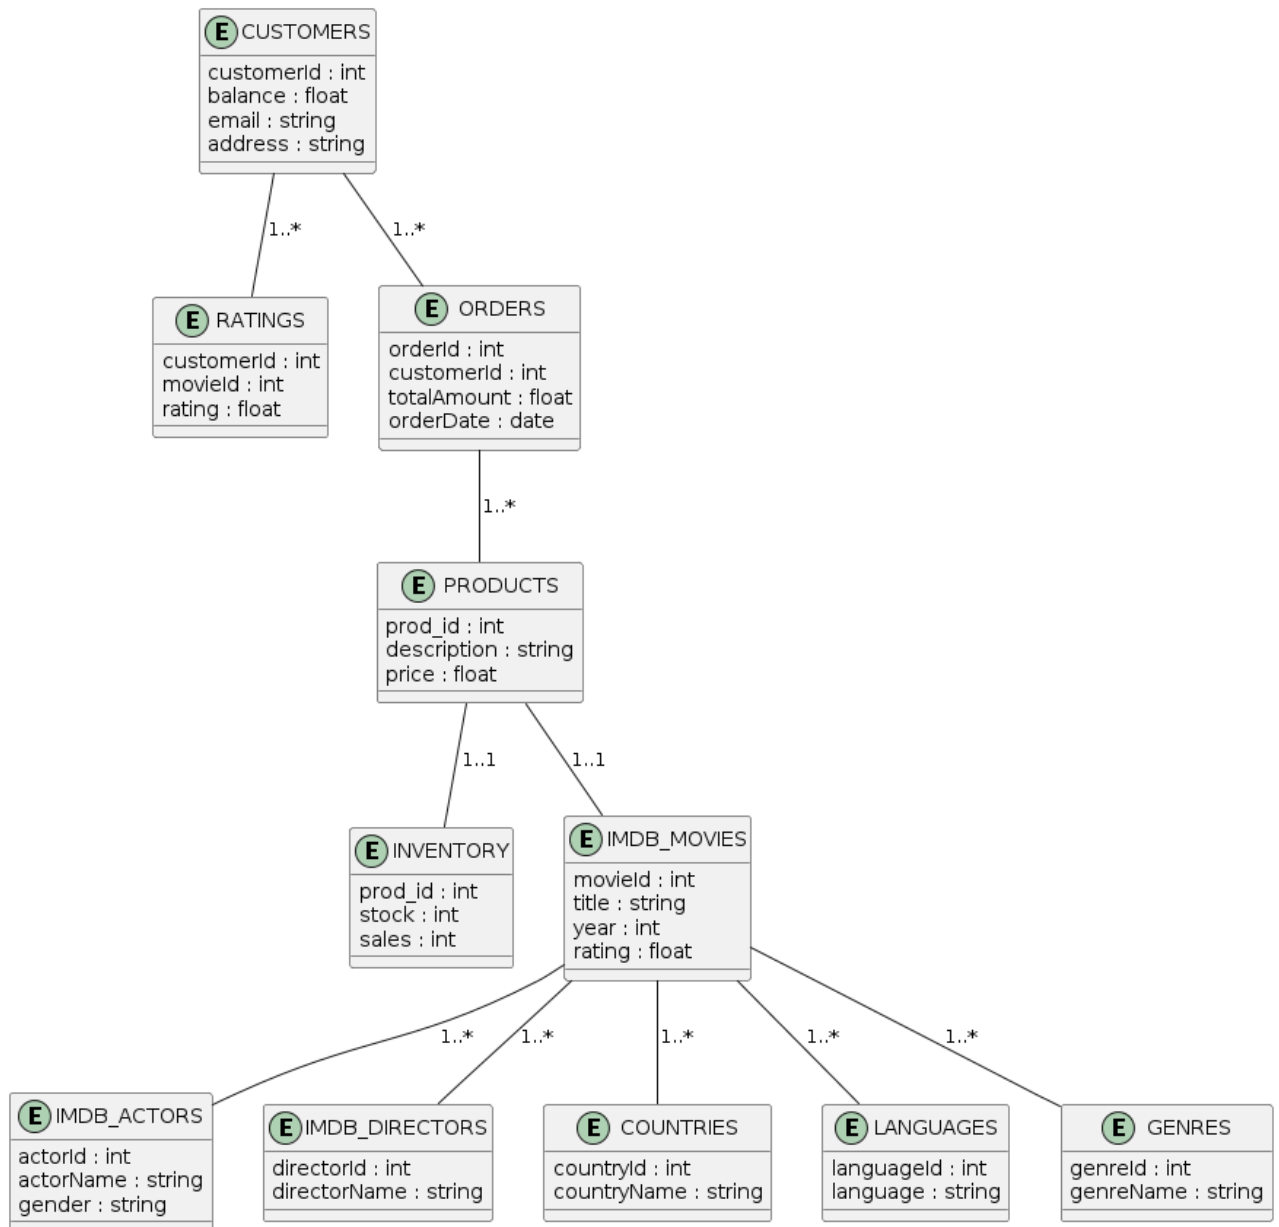 E CUSTOMERS
customerId : int
balance : float
email : string
address : string
1..*
1..*
E RATINGS
customerId : int
movieId : int
rating : float
E ORDERS
orderId : int
customerId : int
totalAmount : float
orderDate : date
1..*
E PRODUCTS
prod_id : int
description : string
price : float
1..1
1..1
E INVENTORY
prod_id : int
stock : int
sales : int
E IMDB_MOVIES
movieId : int
title : string
year : int
rating : float
1..*
1..*
1..*
1..*
1..*
E IMDB_ACTORS
actorId : int
actorName : string
gender : string
E IMDB_DIRECTORS
directorId : int
directorName : string
E COUNTRIES
countryId : int
countryName : string
E LANGUAGES
languageId : int
language : string
E GENRES
genreId : int
genreName : string